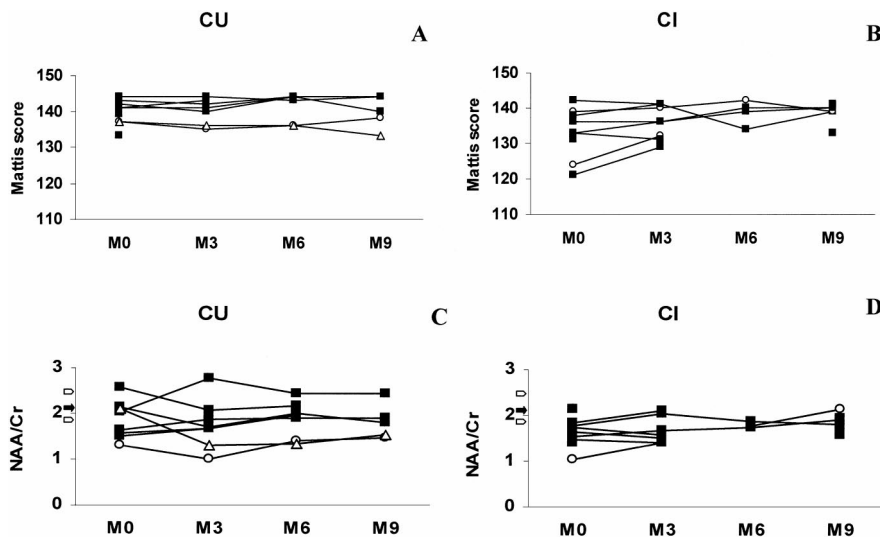 CU
A
Mattis score
150
140
130
120
110
M0 M3 M6 M9
CI
B
Mattis score
150
140
130
120
110
M0 M3 M6 M9
CU
C
NAA/Cr
3
2
1
0
M0 M3 M6 M9
CI
D
NAA/Cr
3
2
1
0
M0 M3 M6 M9